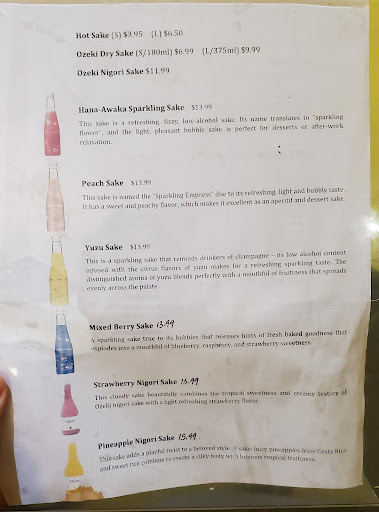 Hot Sake (S) $3.95 (L) $6.50
Ozeki Dry Sake (S/180ml) $6.99 (L/375ml) $9.99
Ozeki Nigori Sake $11.99
Hana-Awaka Sparkling Sake $13.99
This sake is a refreshing, fizzy, low-alcohol sake. Its name translates to "sparkling
flower", and the light, pleasant bubbly sake is perfect for desserts or after-work
relaxation.
Peach Sake $13.99
This sake is named the "Sparkling Empress" due to its refreshing, light and bubbly taste.
It has a sweet and peachy flavor, which makes it excellent as an aperitif and dessert sake.
Yuzu Sake $13.99
This is a sparkling sake that reminds drinkers of champagne – its low alcohol content
infused with the citrus flavors of yuzu makes for a refreshing sparkling taste. The
distinguished aroma of yuzu blends perfectly with a mouthful of fruitiness that spreads
evenly across the palate.
Mixed Berry Sake 13.99
A sparkling sake true to its bubbles that releases hints of fresh baked goodness that
explodes into a mouthful of blueberry, raspberry, and strawberry sweetness.
Strawberry Nigori Sake 13.99
This cloudy sake beautifully combines the tropical sweetness and creamy texture of
Ozeki nigori sake with a light refreshing strawberry flavor.
Pineapple Nigori Sake 13.99
This sake adds a playful twist to a beloved style of sake. Juicy pineapples from Costa Rica
and sweet rice combine to create a silky body with luscious tropical fruitiness.